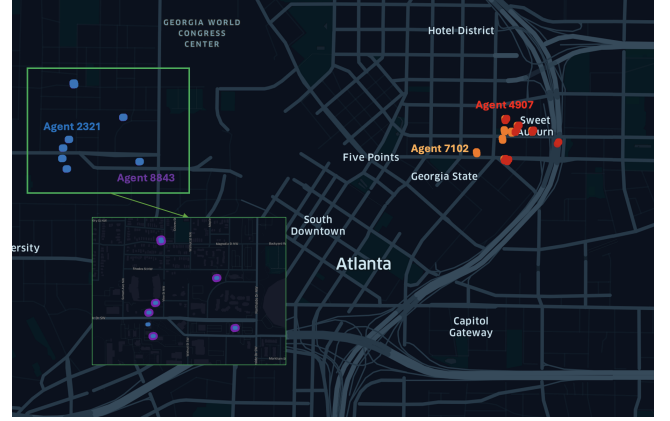 GEORGIA WORLD
CONGRESS
CENTER
Hotel District
Agent 4907
Sweet
Auburn
Agent 2321
Agent 7102
Five Points
Agent 8843
Georgia State
South
Downtown
ersity
Atlanta
Capitol
Gateway